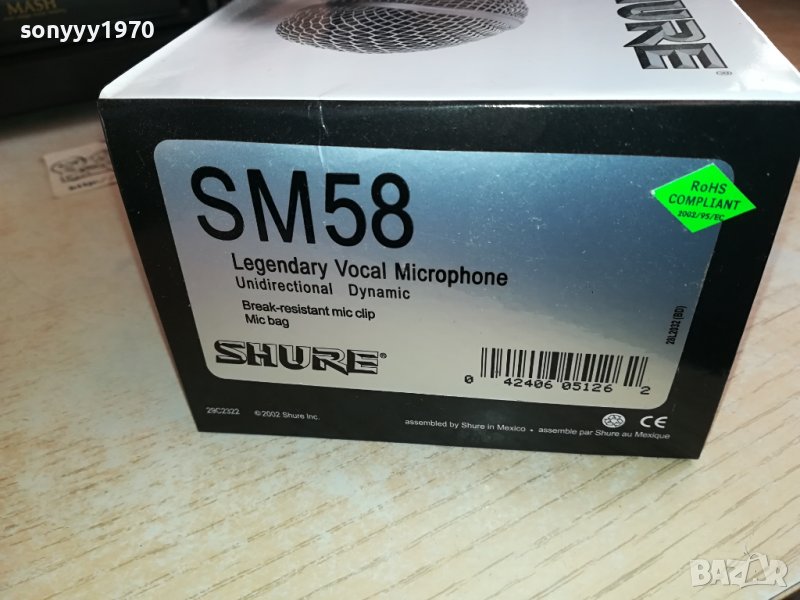 MASH
sonyyy1970
SHURE
SM58
RoHS
COMPLIANT
2002/95/EC
Legendary Vocal Microphone
Unidirectional Dynamic
Break-resistant mic clip
Mic bag
SHURE®
0 42406 05126 2
29C2322 ©2002 Shure Inc.
assembled by Shure in Mexico • assemble par Shure au Mexique
CE
BAZAR